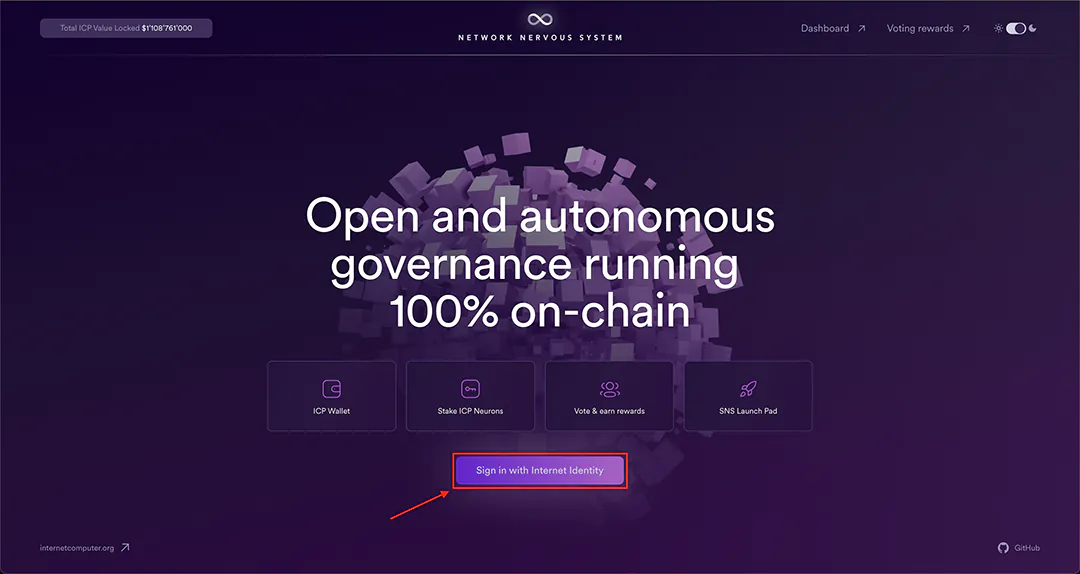 Total ICP Value Locked $1'108'761'000
NETWORK NERVOUS SYSTEM
Dashboard
Voting rewards
Open and autonomous
governance running
100% on-chain
ICP Wallet
Stake ICP Neurons
Vote & earn rewards
SNS Launch Pad
Sign in with Internet Identity
internetcomputer.org
GitHub